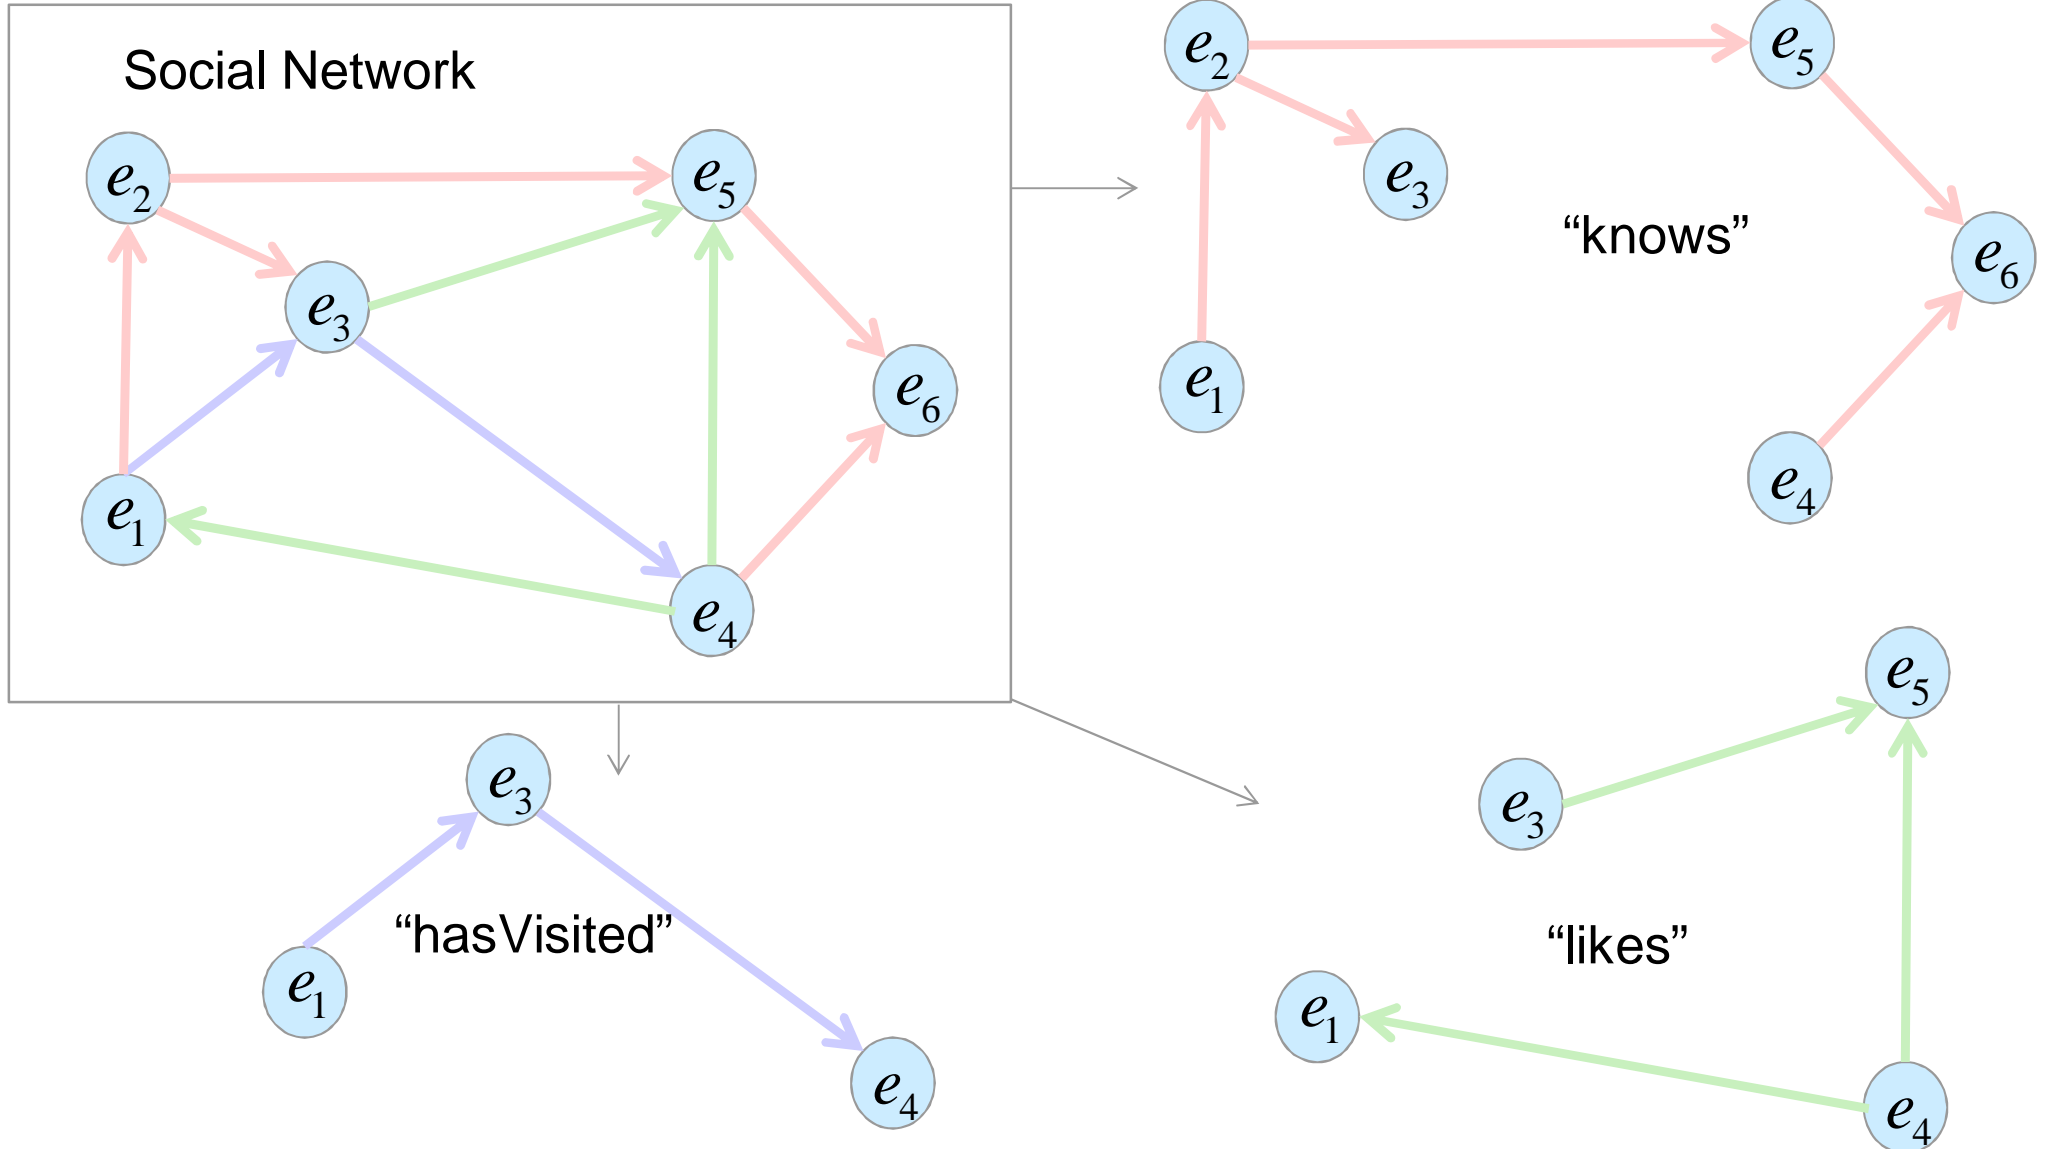 Social Network
e2
e5
e3
e6
e1
e4
e2
e5
e3
“knows”
e6
e1
e4
e3
“hasVisited”
e1
e4
e5
e3
“likes”
e1
e4